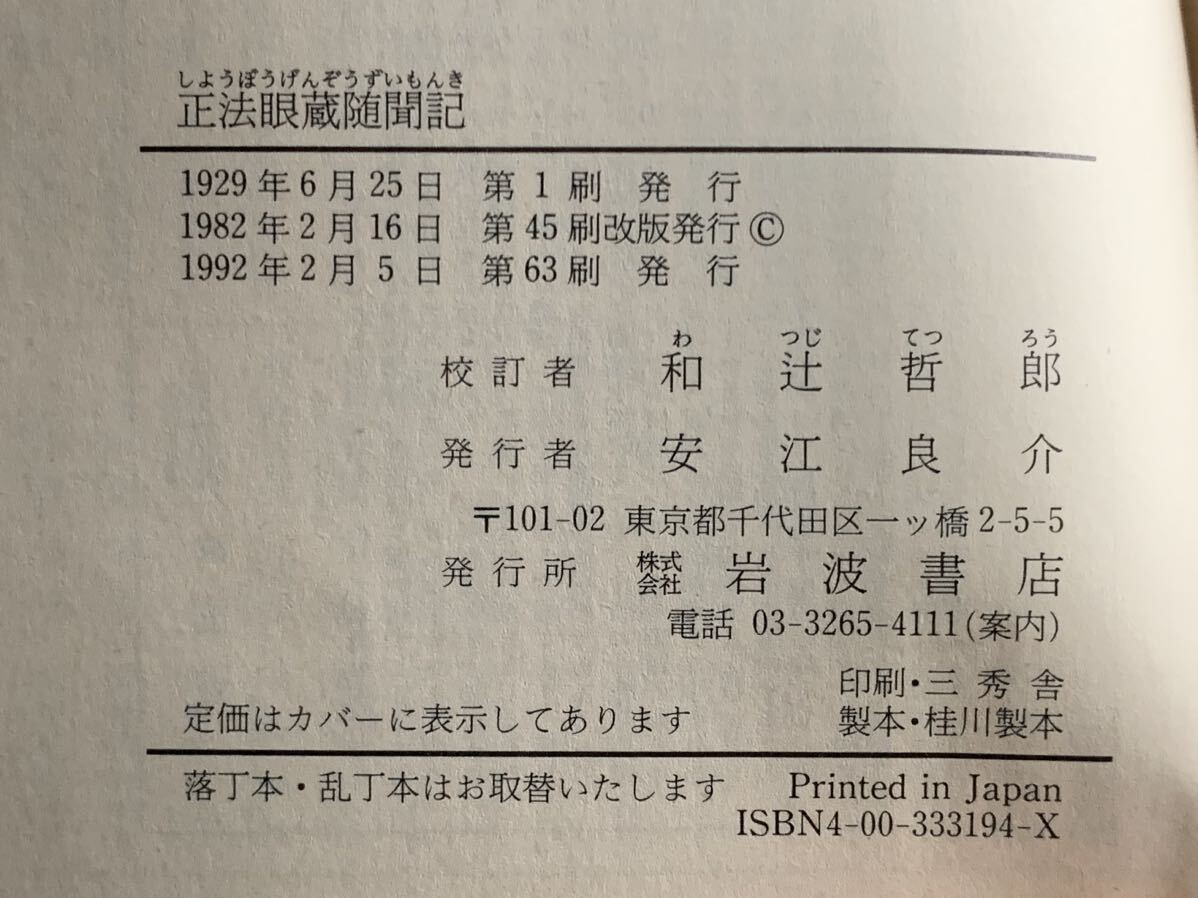 しようぼうげんぞうずいもんき
正法眼蔵随聞記
1929年6月25日 第1刷発行
1982年2月16日 第45刷改版発行©
1992年2月5日 第63刷発行
わ つじ てつ ろう
校訂者 和辻哲郎
発行者 安江良介
〒101-02 東京都千代田区一ッ橋2-5-5
発行所 株式会社 岩波書店
電話 03-3265-4111(案内)
印刷・三秀舎
定価はカバーに表示してあります 製本・桂川製本
落丁本・乱丁本はお取替いたします Printed in Japan
ISBN4-00-333194-X